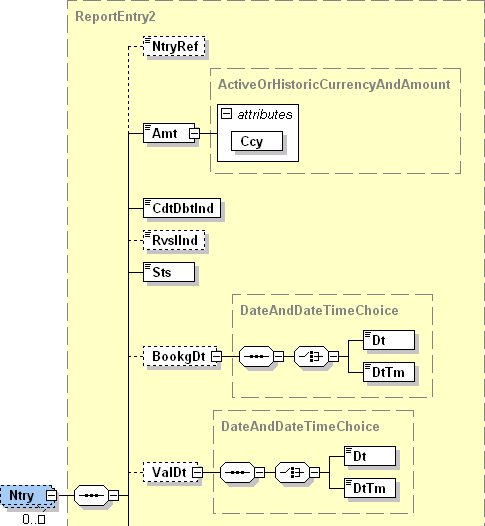 ReportEntry2
NtryRef
ActiveOrHistoricCurrencyAndAmount
attributes
Amt
Ccy
CdtDbtInd
RvslInd
Sts
DateAndDateTimeChoice
Dt
BookgDt
DtTm
DateAndDateTimeChoice
Dt
ValDt
DtTm
Ntry
0..□